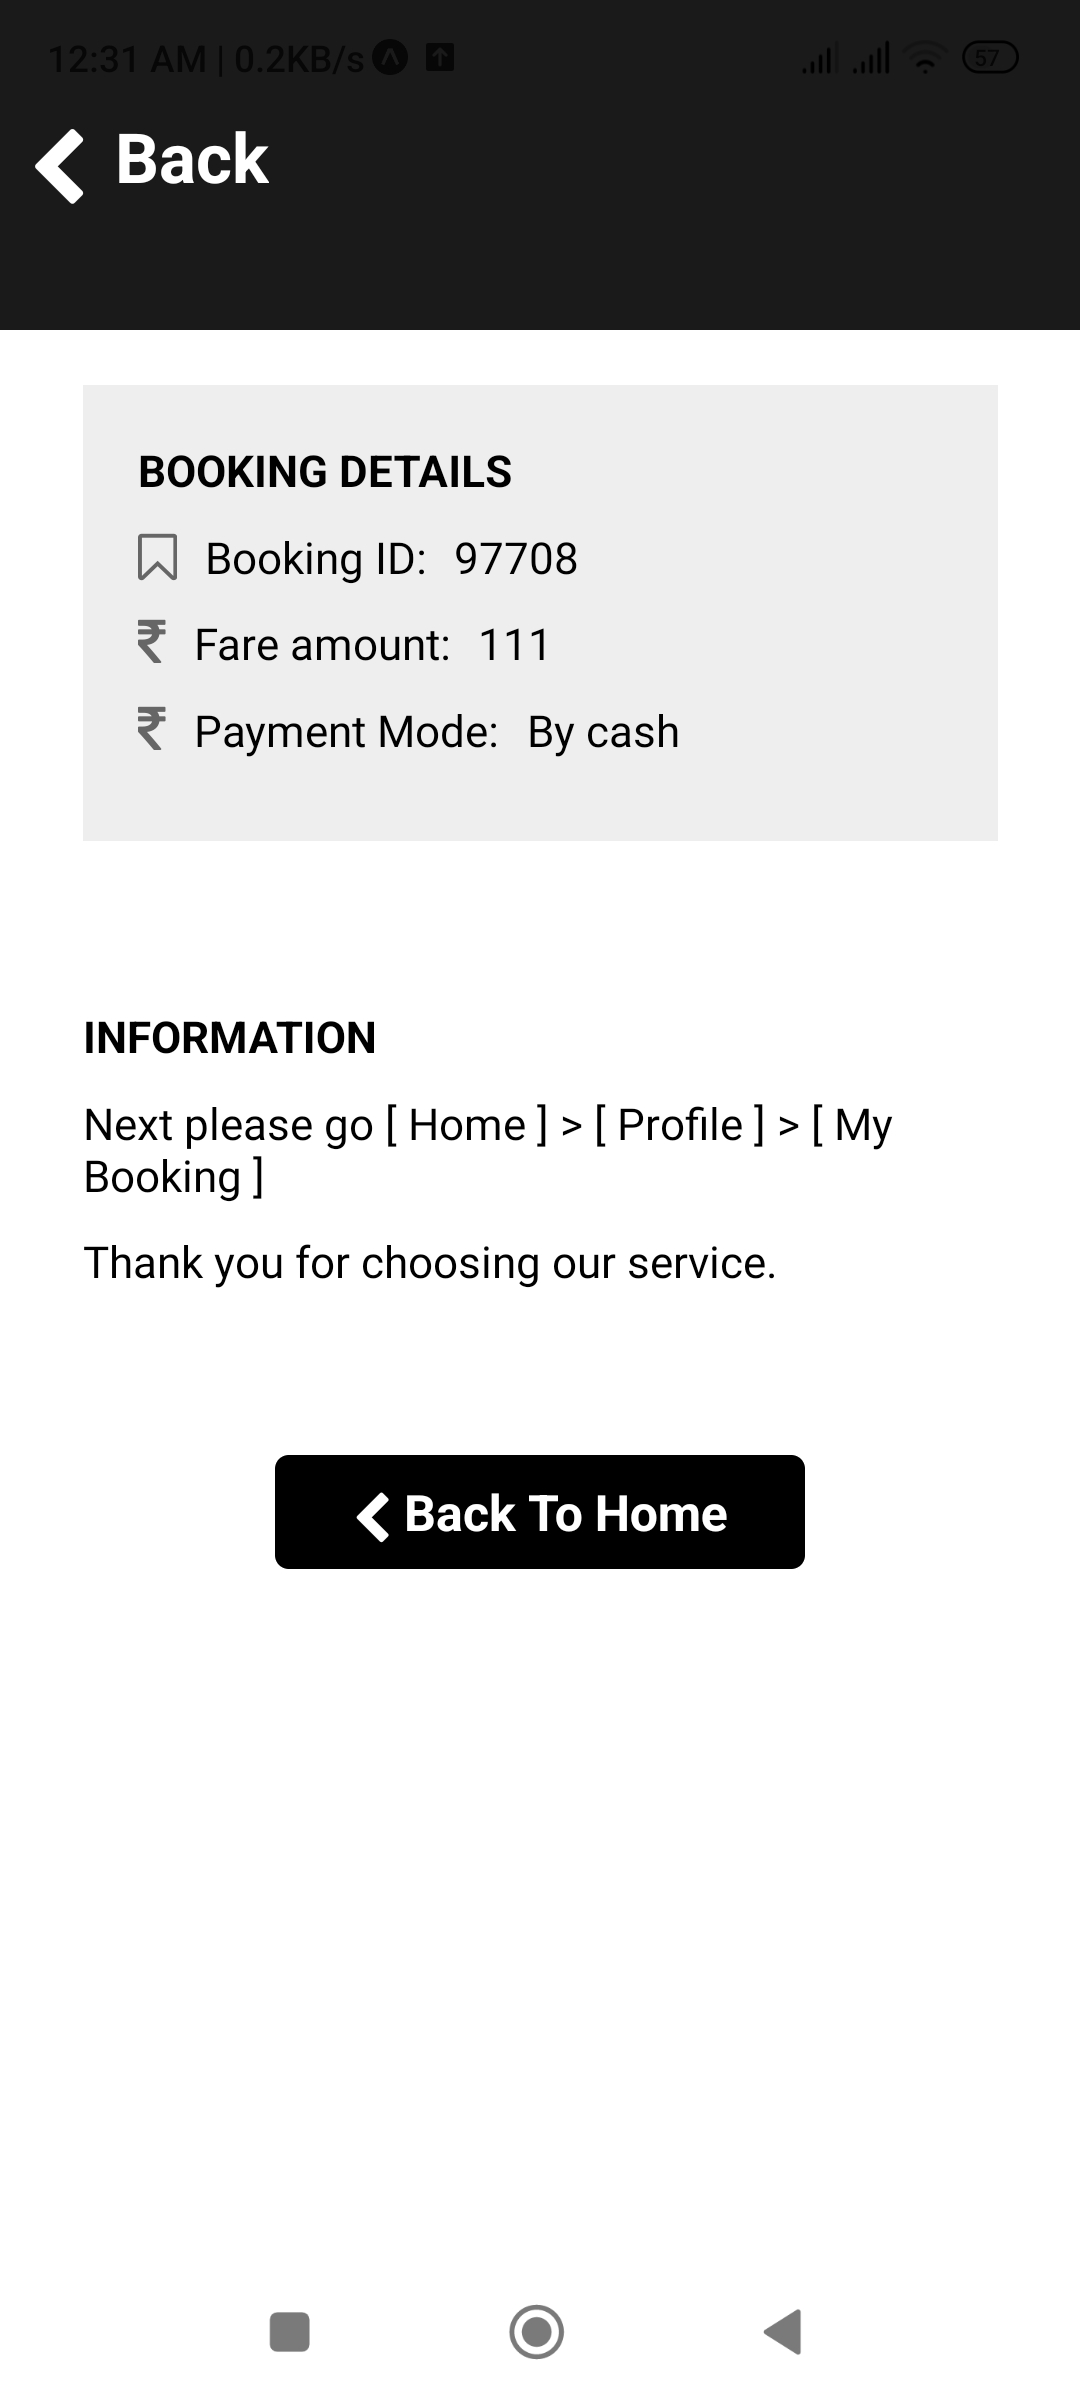 12:31 AM | 0.2KB/s
57
Back
BOOKING DETAILS
Booking ID: 97708
₹ Fare amount: 111
₹ Payment Mode: By cash
INFORMATION
Next please go [ Home ] > [ Profile ] > [ My
Booking ]
Thank you for choosing our service.
Back To Home